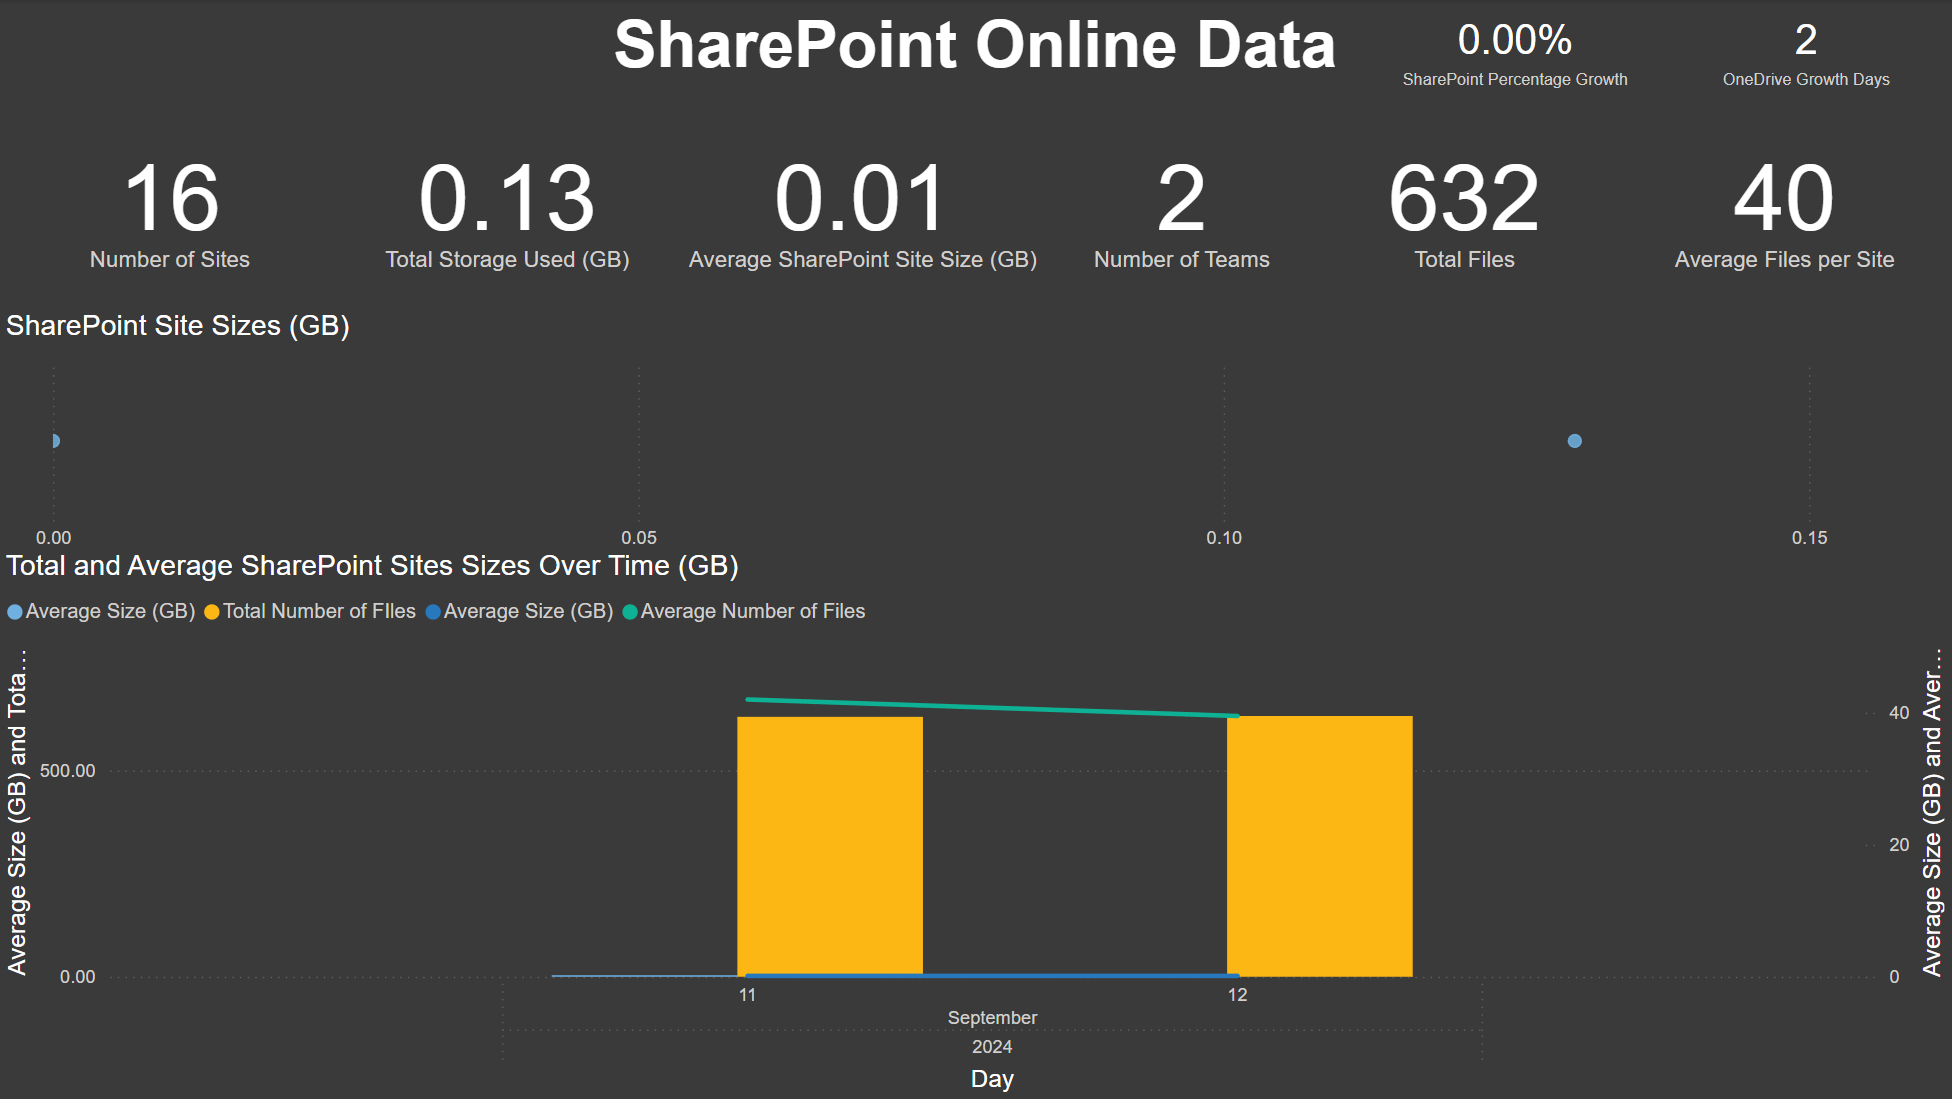 SharePoint Online Data
0.00%
SharePoint Percentage Growth
2
OneDrive Growth Days
16
Number of Sites
0.13
Total Storage Used (GB)
0.01
Average SharePoint Site Size (GB)
2
Number of Teams
632
Total Files
40
Average Files per Site
SharePoint Site Sizes (GB)
0.00 0.05 0.10 0.15
Total and Average SharePoint Sites Sizes Over Time (GB)
Average Size (GB) Total Number of FIles Average Size (GB) Average Number of Files
Average Size (GB) and Tota...
500.00
0.00
40
20
0
Average Size (GB) and Aver...
11 12
September
2024
Day